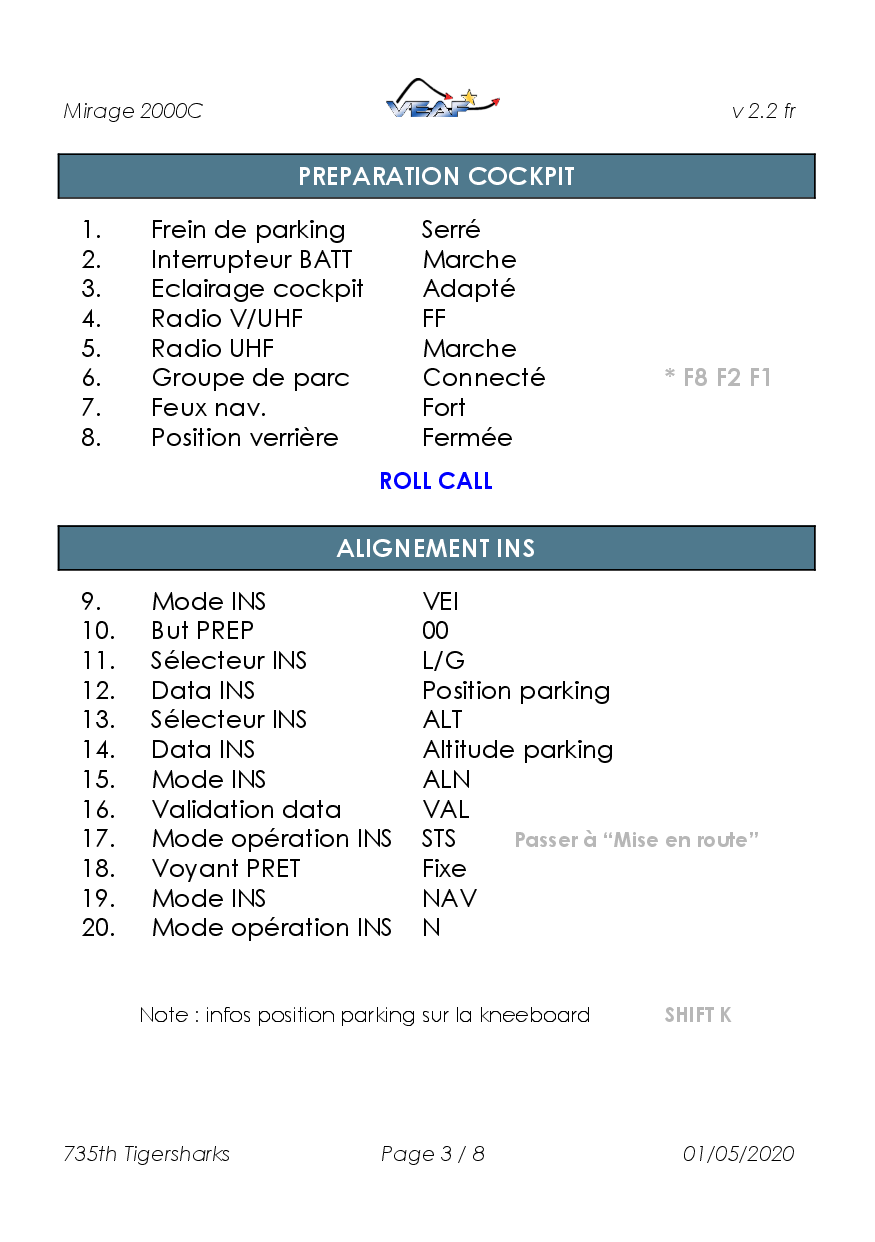 Mirage 2000C VEAF v 2.2 fr
PREPARATION COCKPIT
1. Frein de parking Serré
2. Interrupteur BATT Marche
3. Eclairage cockpit Adapté
4. Radio V/UHF FF
5. Radio UHF Marche
6. Groupe de parc Connecté * F8 F2 F1
7. Feux nav. Fort
8. Position verrière Fermée
ROLL CALL
ALIGNEMENT INS
9. Mode INS VEI
10. But PREP 00
11. Sélecteur INS L/G
12. Data INS Position parking
13. Sélecteur INS ALT
14. Data INS Altitude parking
15. Mode INS ALN
16. Validation data VAL
17. Mode opération INS STS Passer à “Mise en route”
18. Voyant PRET Fixe
19. Mode INS NAV
20. Mode opération INS N
Note : infos position parking sur la kneeboard SHIFT K
735th Tigersharks Page 3 / 8 01/05/2020